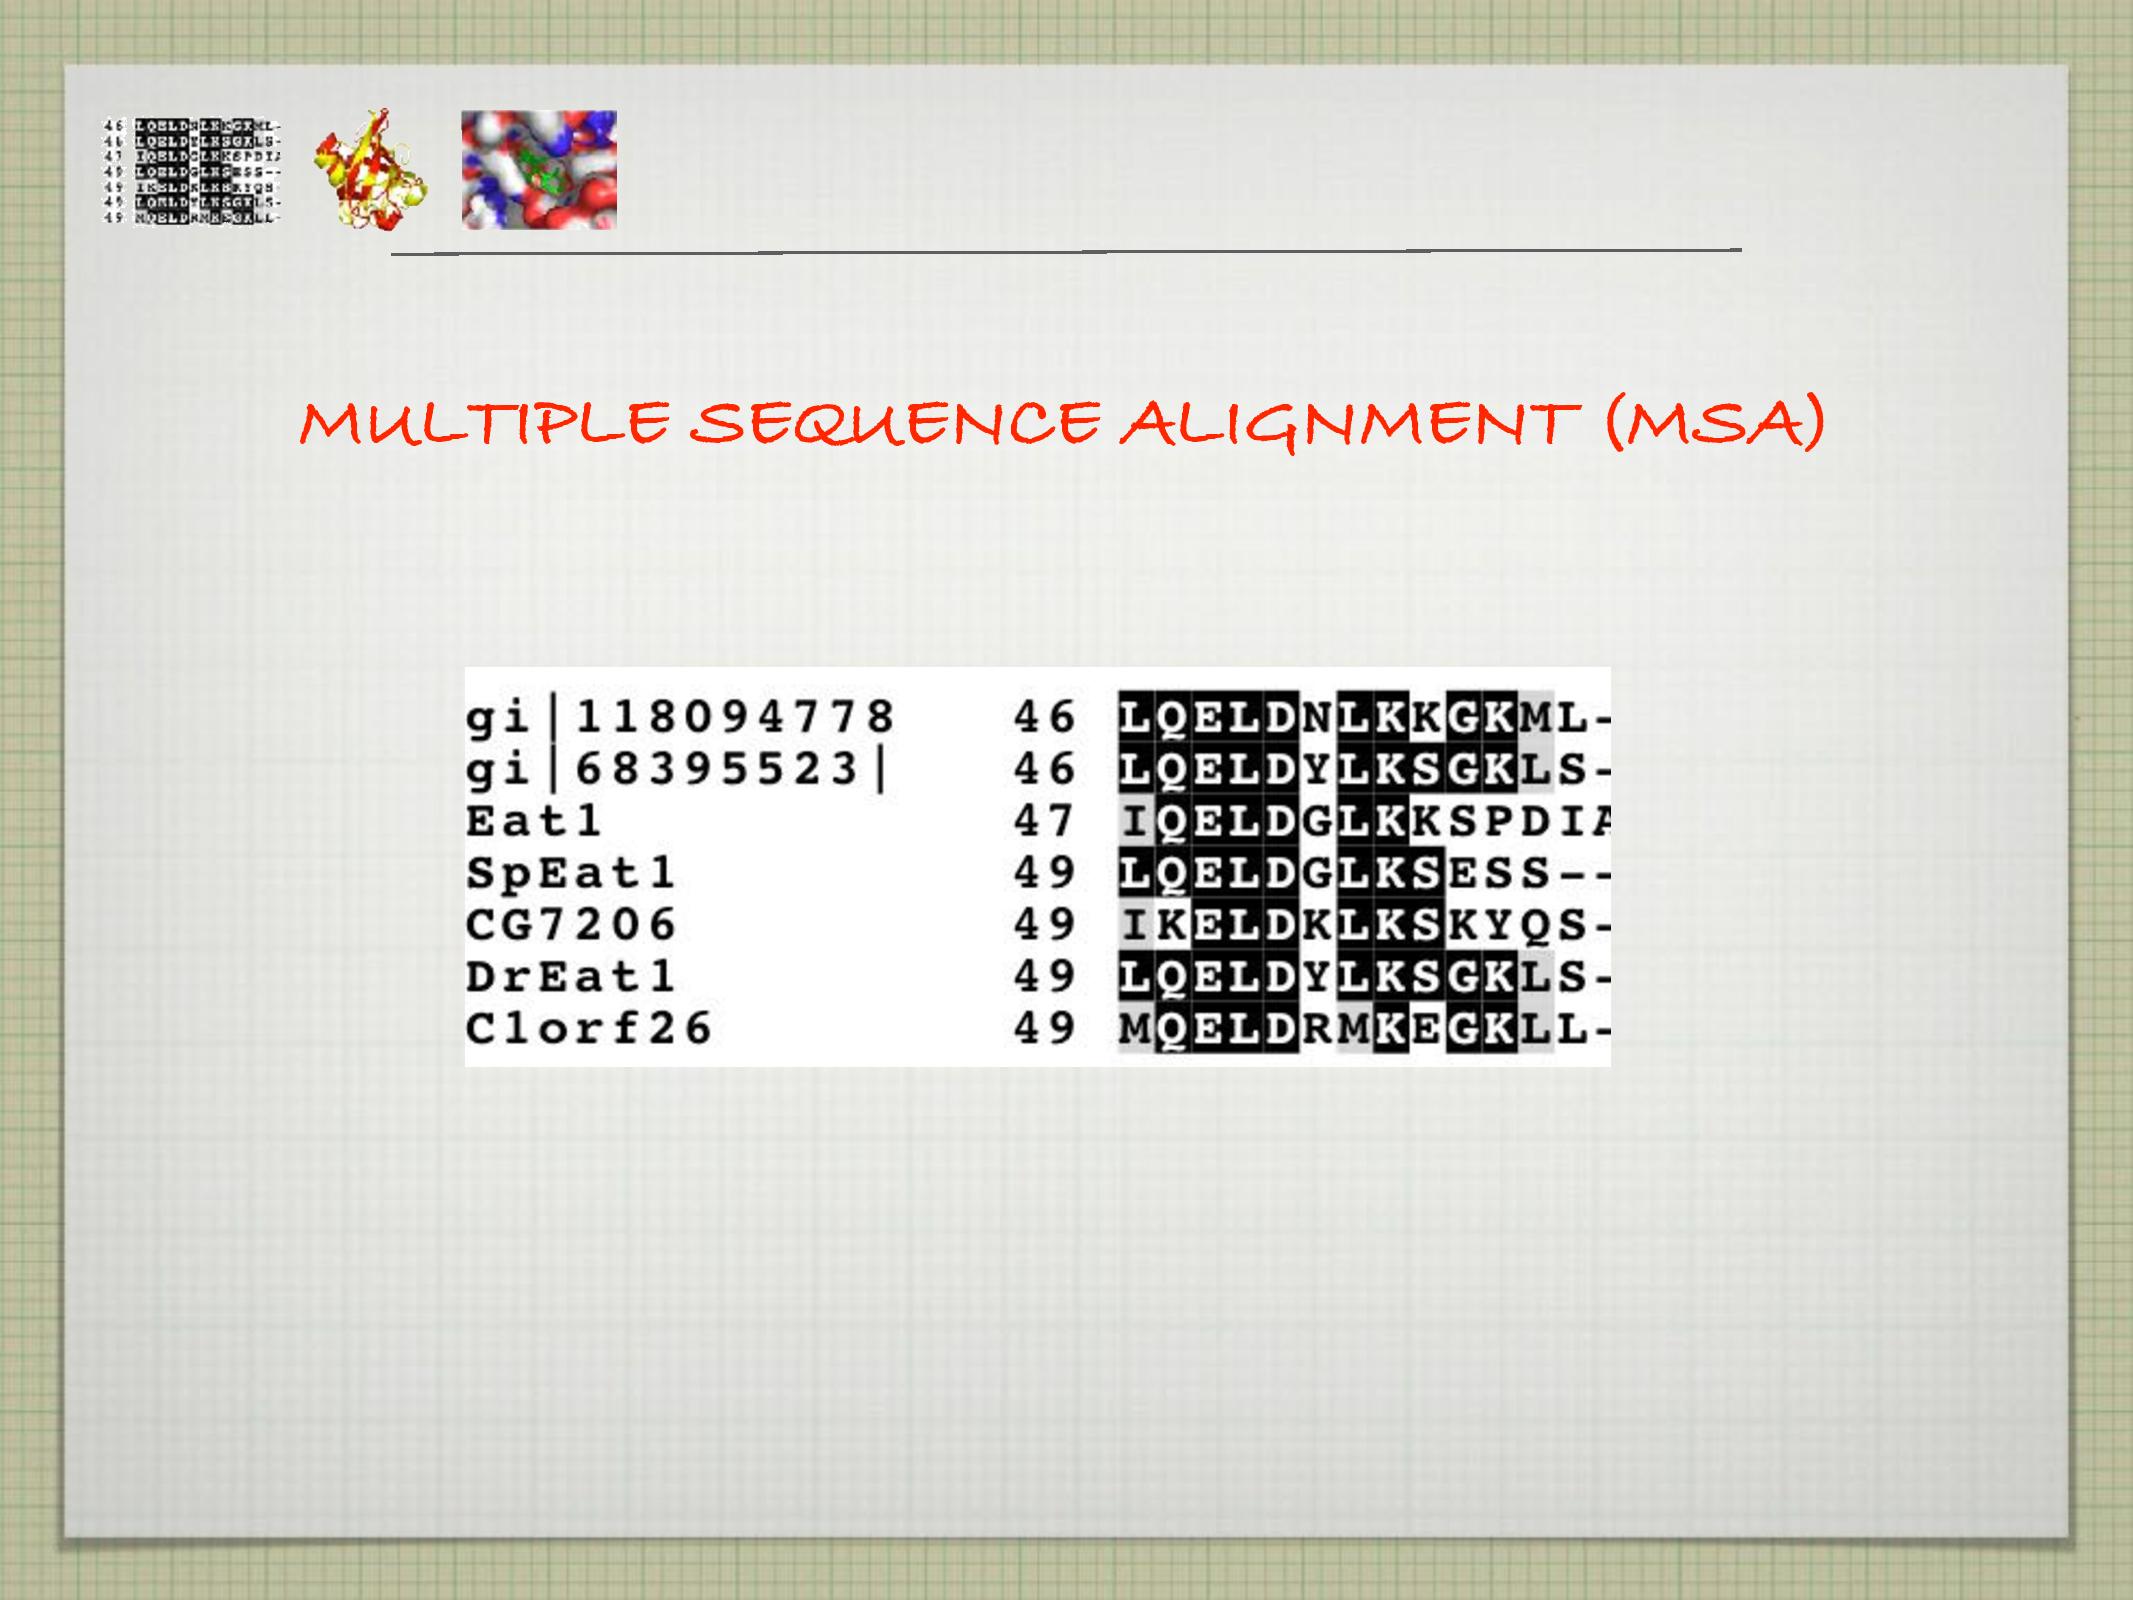 46 LQELDNLKKGKML-
46 LQELDYLKSGKLS-
47 IQELDGLKKSPDIA
49 LQELDGLKSESS--
49 IKELDKLKSKYQS-
49 LQELDYLKSGKLS-
49 MQELDRMKEGKLL-
MULTIPLE SEQUENCE ALIGNMENT (MSA)
gi|118094778 46 LQELDNLKKGKML-
gi|68395523| 46 LQELDYLKSGKLS-
Eat1 47 IQELDGLKKSPDIA
SpEat1 49 LQELDGLKSESS--
CG7206 49 IKELDKLKSKYQS-
DrEat1 49 LQELDYLKSGKLS-
C1orf26 49 MQELDRMKEGKLL-